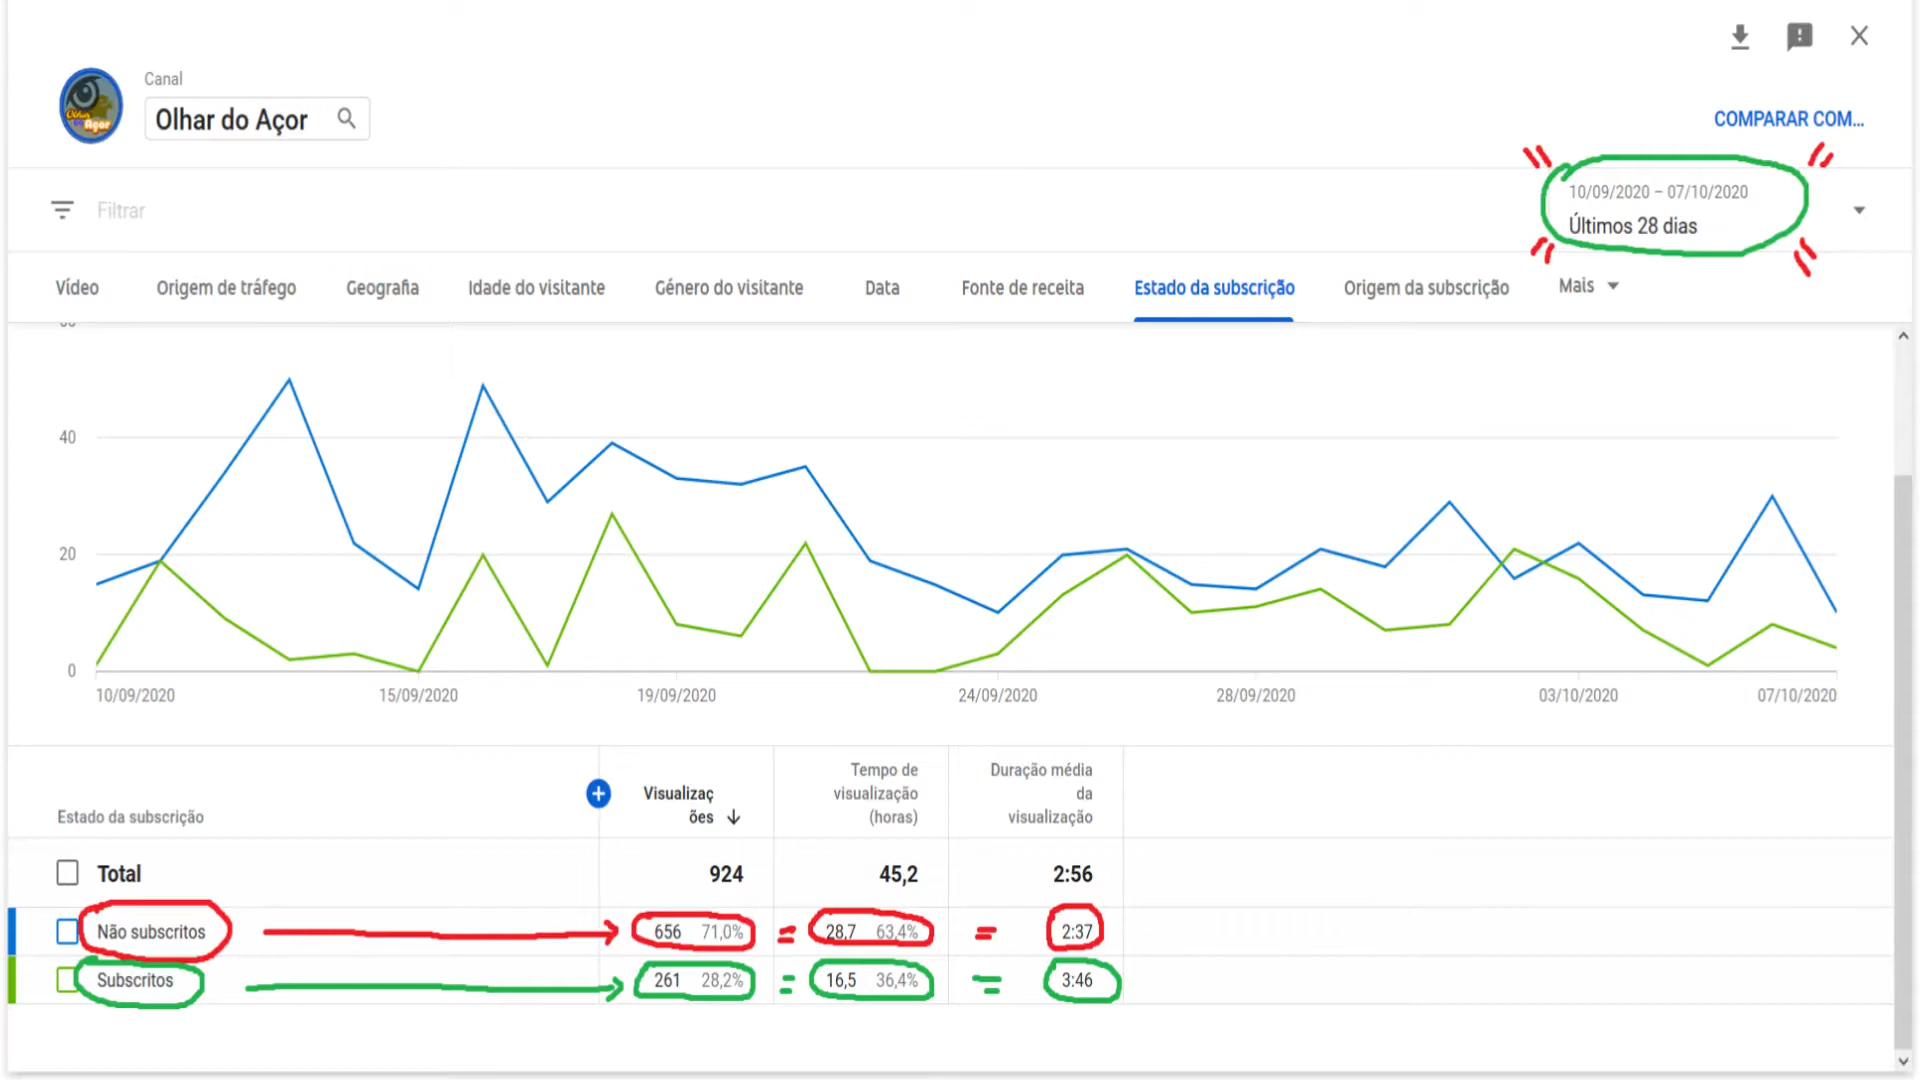 Canal
Olhar do Açor
COMPARAR COM...
Filtrar
10/09/2020 – 07/10/2020
Últimos 28 dias
Vídeo Origem de tráfego Geografia Idade do visitante Género do visitante Data Fonte de receita Estado da subscrição Origem da subscrição Mais
40
20
0
10/09/2020 15/09/2020 19/09/2020 24/09/2020 28/09/2020 03/10/2020 07/10/2020
Estado da subscrição
Visualizaç
ões
Tempo de
visualização
(horas)
Duração média
da
visualização
Total 924 45,2 2:56
Não subscritos 656 71,0% = 28,7 63,4% = 2:37
Subscritos 261 28,2% = 16,5 36,4% = 3:46